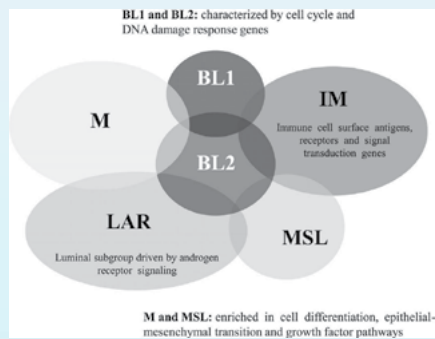 BL1 and BL2: characterized by cell cycle and
DNA damage response genes
BL1
IM
Immune cell surface antigens,
receptors and signal
transduction genes
M
BL2
LAR
Luminal subgroup driven by androgen
receptor signaling
MSL
M and MSL: enriched in cell differentiation, epithelial-
mesenchymal transition and growth factor pathways